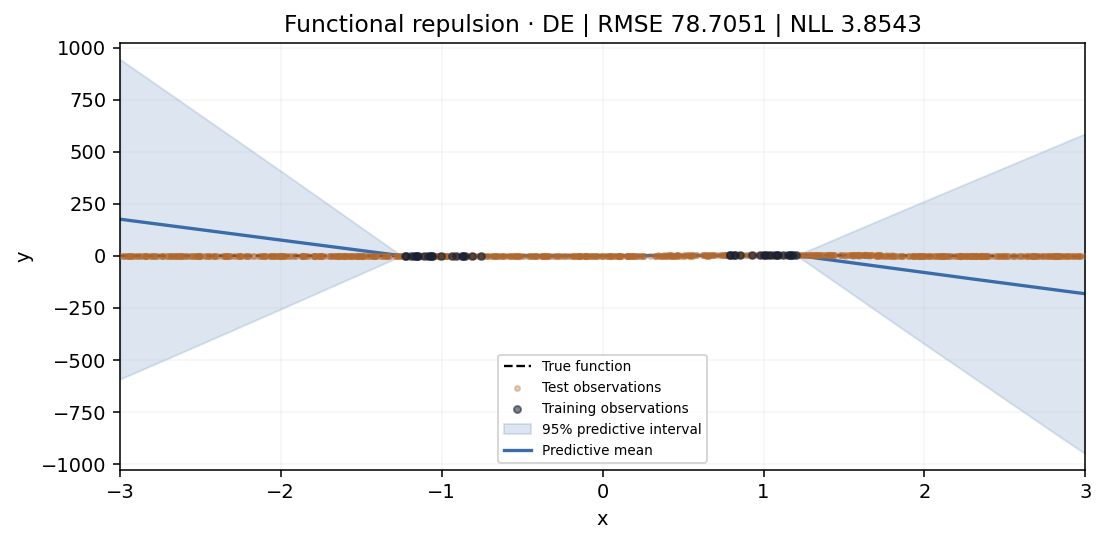 Functional repulsion · DE | RMSE 78.7051 | NLL 3.8543
1000
750
500
250
0
−250
−500
−750
−1000
y
True function
Test observations
Training observations
95% predictive interval
Predictive mean
−3
−2
−1
0
1
2
3
x